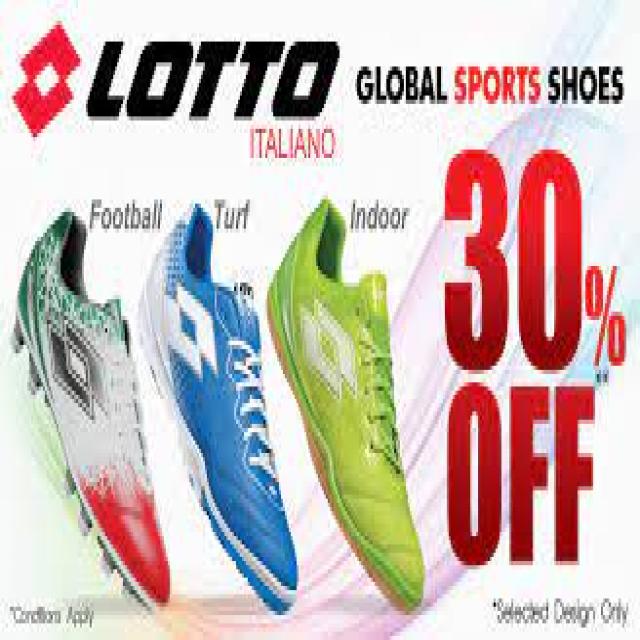 LOTTO
ITALIANO
GLOBAL SPORTS SHOES
Football Turf Indoor
30%
OFF
*Conditions Apply
*Selected Design Only